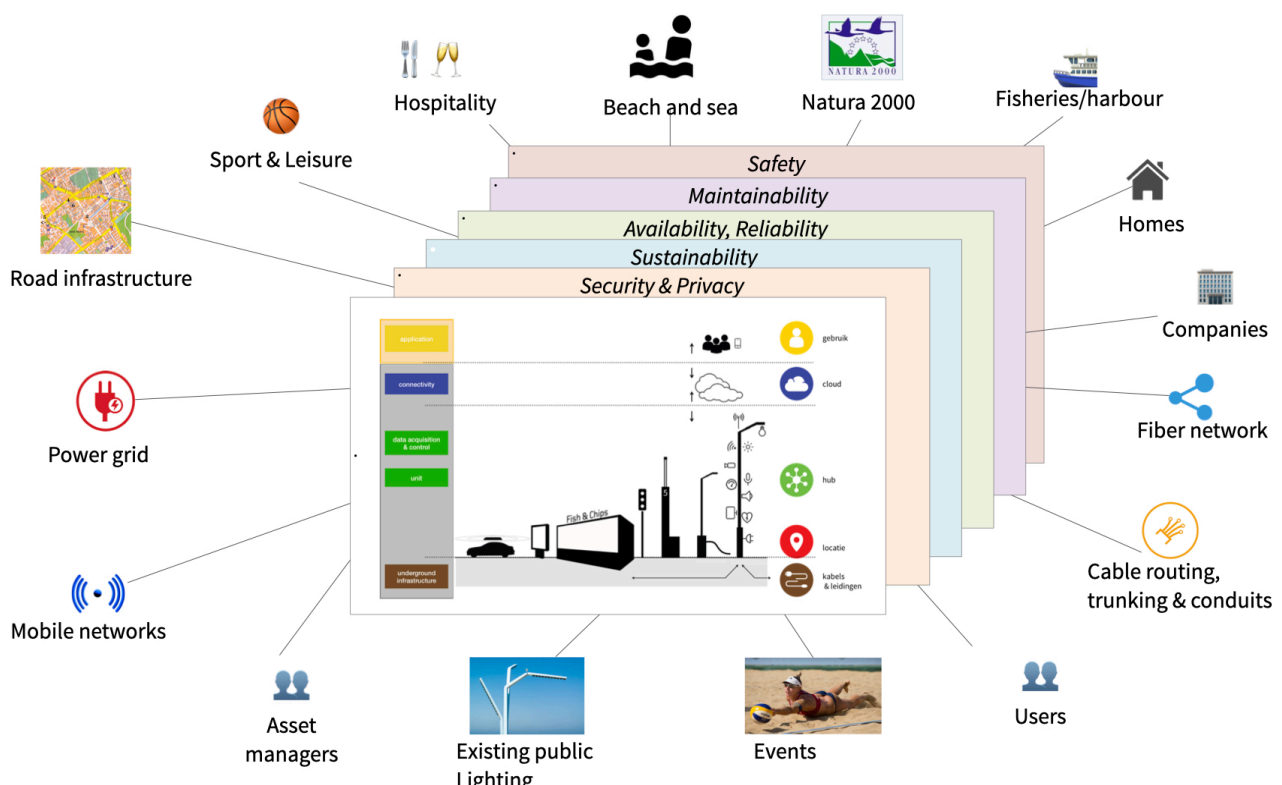 Hospitality
Beach and sea
NATURA 2000
Natura 2000
Fisheries/harbour
Sport & Leisure
Road infrastructure
Power grid
Mobile networks
Asset
managers
Existing public
Lighting
Events
Users
Cable routing,
trunking & conduits
Fiber network
Companies
Homes
Safety
Maintainability
Availability, Reliability
Sustainability
Security & Privacy
application
connectivity
data acquisition
& control
unit
underground
infrastructure
Fish & Chips
5
gebruik
cloud
hub
locatie
kabels
& leidingen